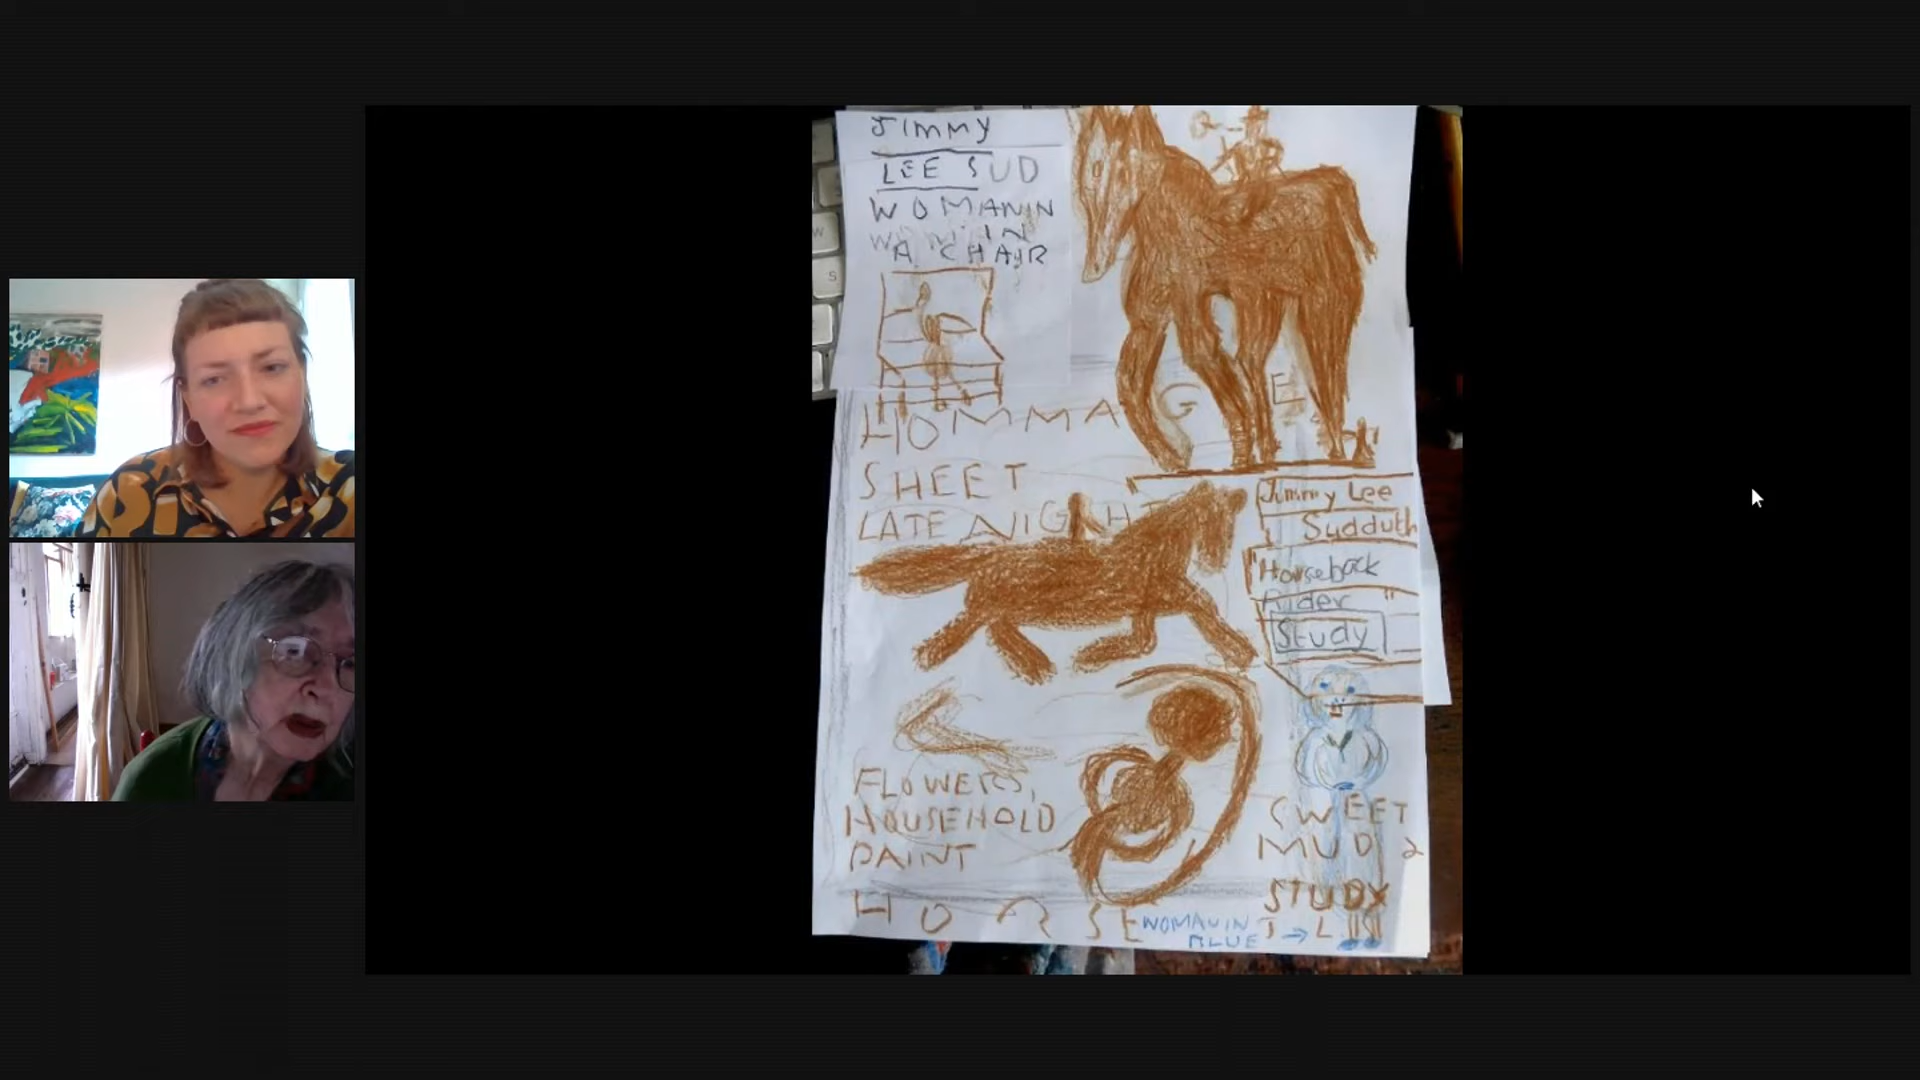 JIMMY
LEE SUD
WOMANIN
IN
A CHAIR
HOMMAGE
SHEET
LATE NIGHT
Jimmy Lee
Sudduth
"Horseback
Rider"
Study
FLOWERS,
HOUSEHOLD
PAINT
SWEET
MUD 2
STUDY
J L
HORSE
WOMAN IN
BLUE →
W
S